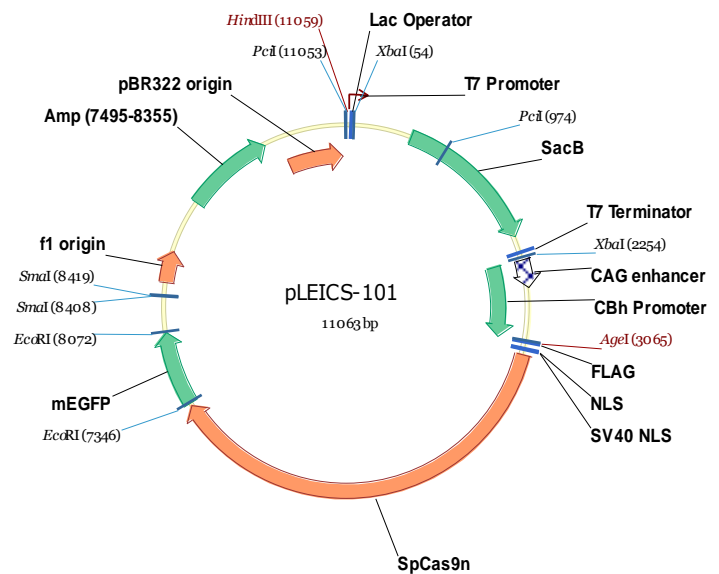 HindIII (11059)
Lac Operator
PciI (11053)
XbaI (54)
pBR322 origin
T7 Promoter
Amp (7495-8355)
PciI (974)
SacB
T7 Terminator
XbaI (2254)
f1 origin
SmaI (8419)
CAG enhancer
pLEICS-101
SmaI (8408)
CBh Promoter
11063 bp
EcoRI (8072)
AgeI (3065)
FLAG
mEGFP
NLS
EcoRI (7346)
SV40 NLS
SpCas9n